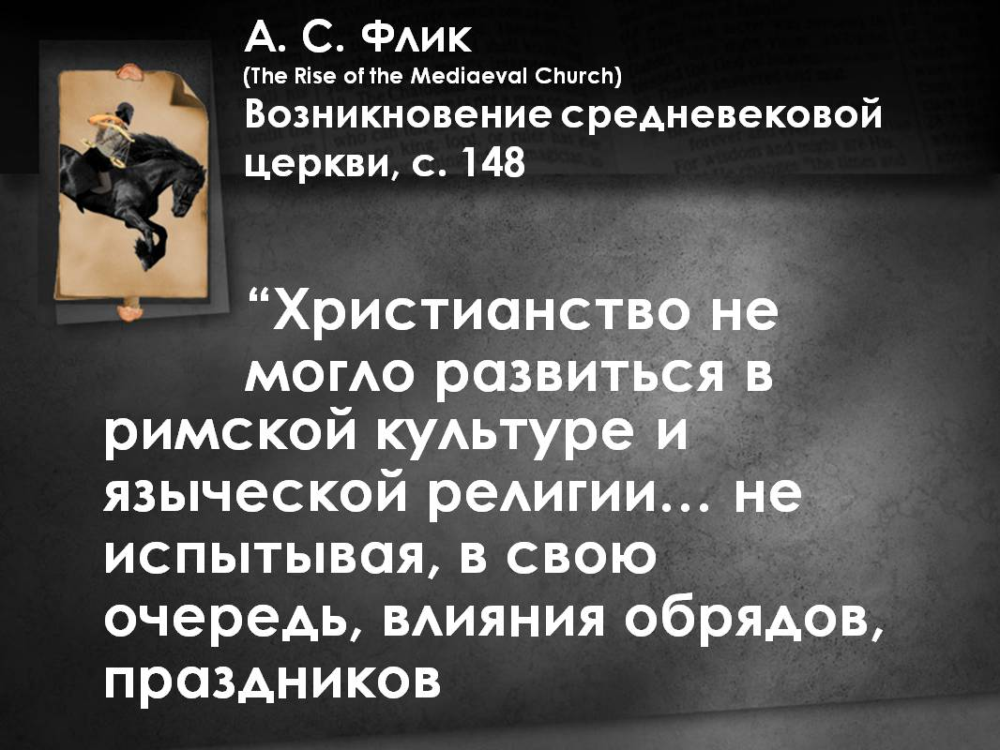 А. С. Флик
(The Rise of the Mediaeval Church)
Возникновение средневековой
церкви, с. 148
“Христианство не
могло развиться в
римской культуре и
языческой религии… не
испытывая, в свою
очередь, влияния обрядов,
праздников